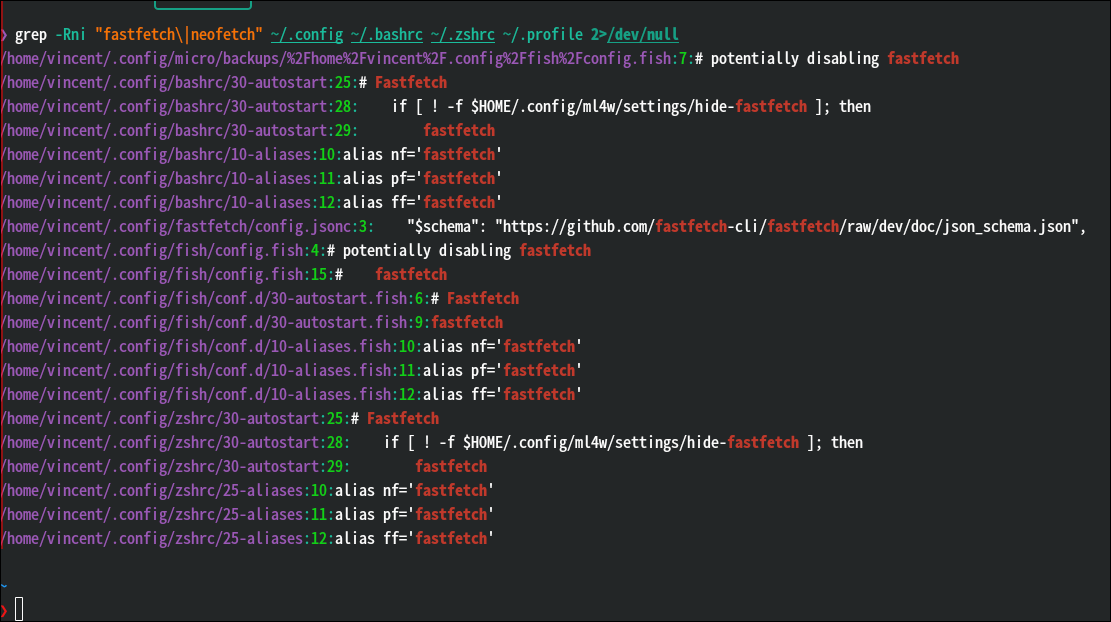 ❯ grep -Rni "fastfetch\|neofetch" ~/.config ~/.bashrc ~/.zshrc ~/.profile 2>/dev/null
/home/vincent/.config/micro/backups/%2Fhome%2Fvincent%2F.config%2Ffish%2Fconfig.fish:7:# potentially disabling fastfetch
/home/vincent/.config/bashrc/30-autostart:25:# Fastfetch
/home/vincent/.config/bashrc/30-autostart:28:    if [ ! -f $HOME/.config/ml4w/settings/hide-fastfetch ]; then
/home/vincent/.config/bashrc/30-autostart:29:        fastfetch
/home/vincent/.config/bashrc/10-aliases:10:alias nf='fastfetch'
/home/vincent/.config/bashrc/10-aliases:11:alias pf='fastfetch'
/home/vincent/.config/bashrc/10-aliases:12:alias ff='fastfetch'
/home/vincent/.config/fastfetch/config.jsonc:3:    "$schema": "https://github.com/fastfetch-cli/fastfetch/raw/dev/doc/json_schema.json",
/home/vincent/.config/fish/config.fish:4:# potentially disabling fastfetch
/home/vincent/.config/fish/config.fish:15:#    fastfetch
/home/vincent/.config/fish/conf.d/30-autostart.fish:6:# Fastfetch
/home/vincent/.config/fish/conf.d/30-autostart.fish:9:fastfetch
/home/vincent/.config/fish/conf.d/10-aliases.fish:10:alias nf='fastfetch'
/home/vincent/.config/fish/conf.d/10-aliases.fish:11:alias pf='fastfetch'
/home/vincent/.config/fish/conf.d/10-aliases.fish:12:alias ff='fastfetch'
/home/vincent/.config/zshrc/30-autostart:25:# Fastfetch
/home/vincent/.config/zshrc/30-autostart:28:    if [ ! -f $HOME/.config/ml4w/settings/hide-fastfetch ]; then
/home/vincent/.config/zshrc/30-autostart:29:        fastfetch
/home/vincent/.config/zshrc/25-aliases:10:alias nf='fastfetch'
/home/vincent/.config/zshrc/25-aliases:11:alias pf='fastfetch'
/home/vincent/.config/zshrc/25-aliases:12:alias ff='fastfetch'
~
❯